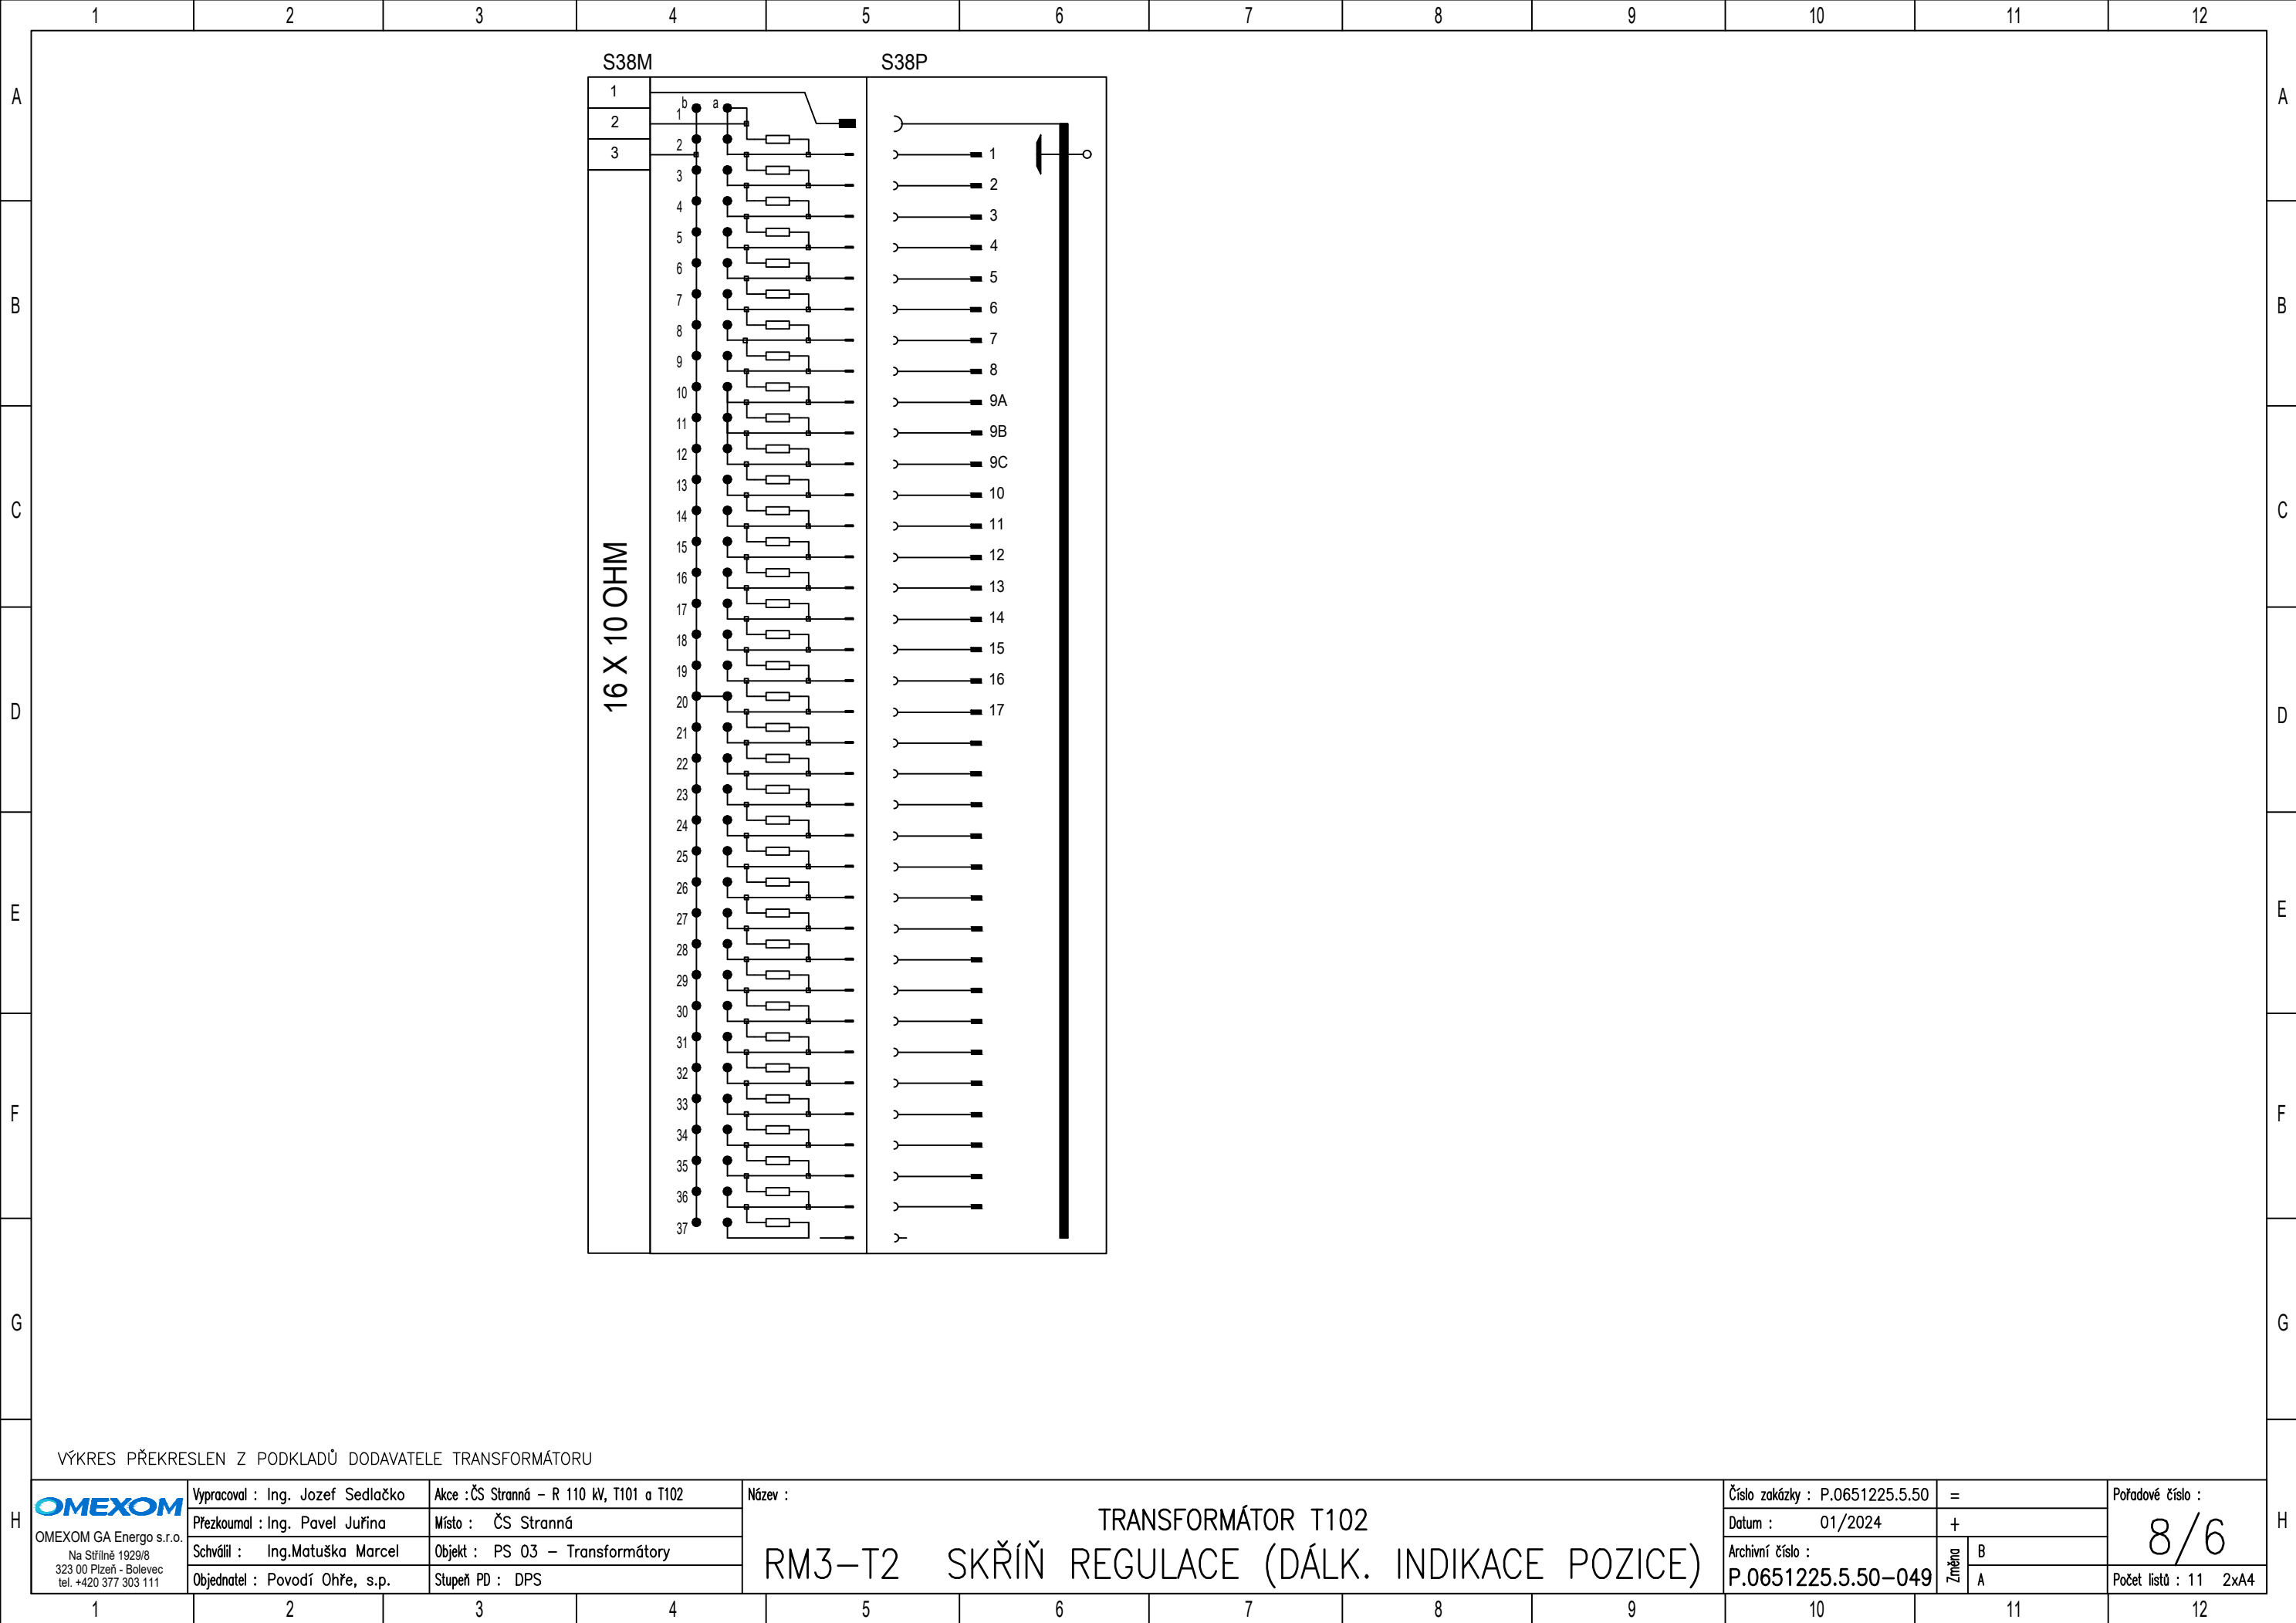 1 2 3 4 5 6 7 8 9 10 11 12
S38M S38P
A A
1
b a
1
2
2
3
1
3
2
4
3
5
4
6
5
B B
7
6
8
7
9
8
10
9A
11
9B
12
9C
13
10
C C
14
11
15
12
16
13
17
14
18
15
19
16
20
17
16 X 10 OHM
D D
21
22
23
24
25
26
E E
27
28
29
30
31
32
33
F F
34
35
36
37
G G
VÝKRES PŘEKRESLEN Z PODKLADŮ DODAVATELE TRANSFORMÁTORU
H H
OMEXOM
OMEXOM GA Energo s.r.o.
Na Střílně 1929/8
323 00 Plzeň - Bolevec
tel. +420 377 303 111
Vypracoval : Ing. Jozef Sedlačko
Přezkoumal : Ing. Pavel Juřina
Schválil : Ing.Matuška Marcel
Objednatel : Povodí Ohře, s.p.
Akce :ČS Stranná - R 110 kV, T101 a T102
Místo : ČS Stranná
Objekt : PS 03 - Transformátory
Stupeň PD : DPS
Název :
TRANSFORMÁTOR T102
RM3-T2 SKŘÍŇ REGULACE (DÁLK. INDIKACE POZICE)
Číslo zakázky : P.0651225.5.50
Datum : 01/2024
Archivní číslo :
P.0651225.5.50-049
=
+
Změna
B
A
Pořadové číslo :
8/6
Počet listů : 11 2xA4
1 2 3 4 5 6 7 8 9 10 11 12